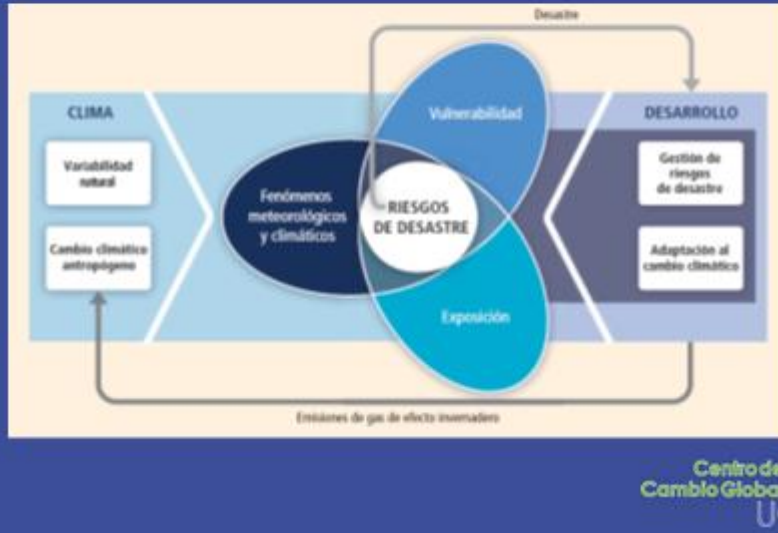 Desastre
CLIMA
Variabilidad
natural
Cambio climático
antropógeno
Fenómenos
meteorológicos
y climáticos
Vulnerabilidad
RIESGOS
DE DESASTRE
Exposición
DESARROLLO
Gestión de
riesgos
de desastre
Adaptación al
cambio climático
Emisiones de gas de efecto invernadero
Centro de
Cambio Globa
U